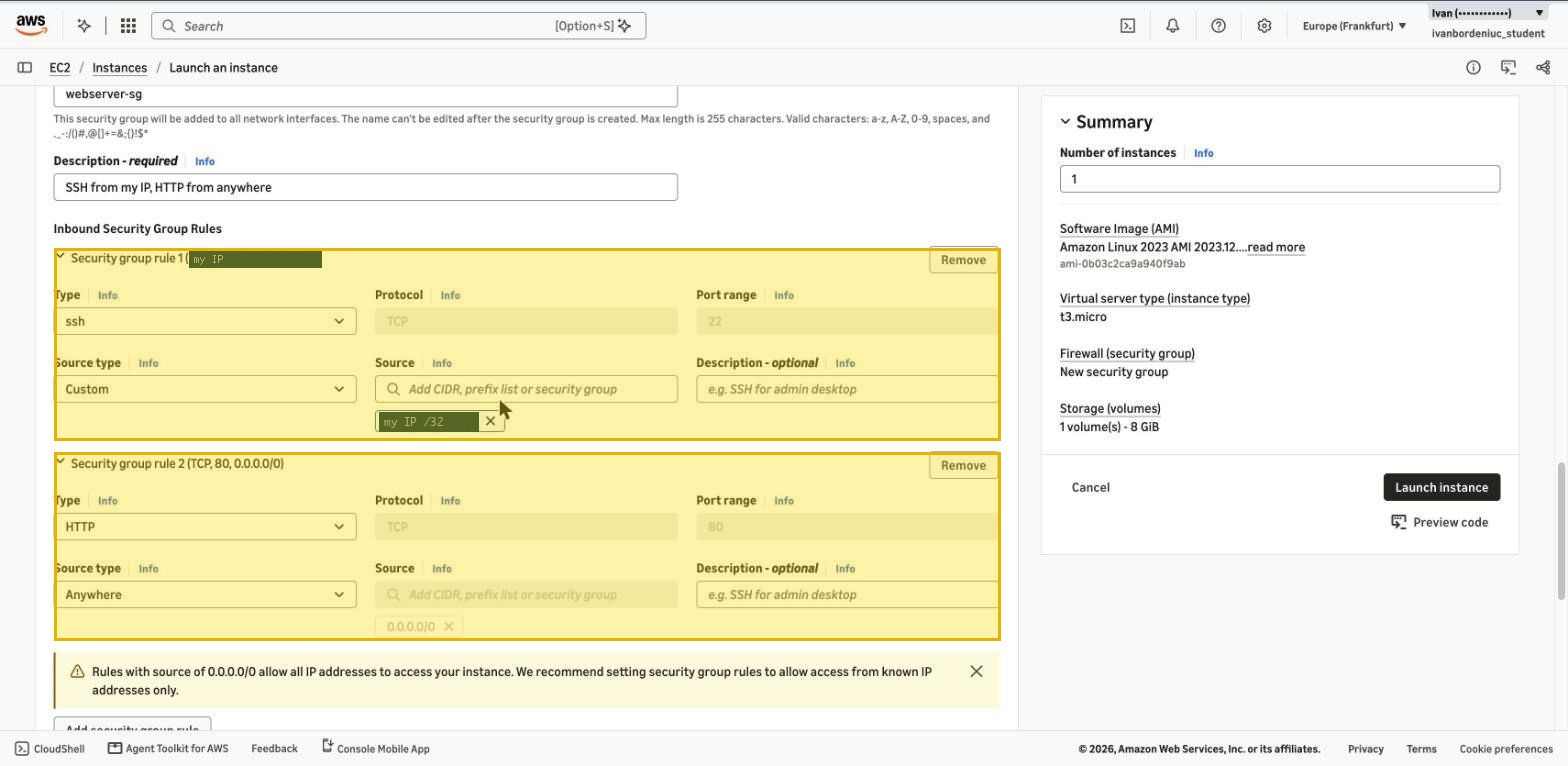 aws
Search
[Option+S]
Europe (Frankfurt)
Ivan (••••••••••••)
ivanbordeniuc_student
EC2 / Instances / Launch an instance
webserver-sg
This security group will be added to all network interfaces. The name can't be edited after the security group is created. Max length is 255 characters. Valid characters: a-z, A-Z, 0-9, spaces, and
._-:/()#,@[]+=&;{}!$*
Description - required Info
SSH from my IP, HTTP from anywhere
Inbound Security Group Rules
Security group rule 1 ( my IP
Remove
Type Info
Protocol Info
Port range Info
ssh
TCP
22
Source type Info
Source Info
Description - optional Info
Custom
Add CIDR, prefix list or security group
e.g. SSH for admin desktop
my IP /32
Security group rule 2 (TCP, 80, 0.0.0.0/0)
Remove
Type Info
Protocol Info
Port range Info
HTTP
TCP
80
Source type Info
Source Info
Description - optional Info
Anywhere
Add CIDR, prefix list or security group
e.g. SSH for admin desktop
0.0.0.0/0
Rules with source of 0.0.0.0/0 allow all IP addresses to access your instance. We recommend setting security group rules to allow access from known IP
addresses only.
Add security group rule
Summary
Number of instances Info
1
Software Image (AMI)
Amazon Linux 2023 AMI 2023.12....read more
ami-0b03c2ca9a940f9ab
Virtual server type (instance type)
t3.micro
Firewall (security group)
New security group
Storage (volumes)
1 volume(s) - 8 GiB
Cancel
Launch instance
Preview code
CloudShell
Agent Toolkit for AWS
Feedback
Console Mobile App
© 2026, Amazon Web Services, Inc. or its affiliates.
Privacy
Terms
Cookie preferences